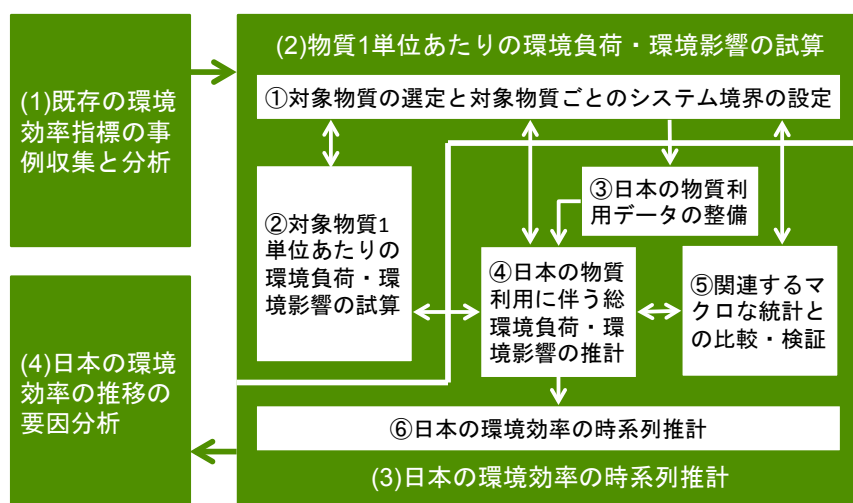 (1)既存の環境
効率指標の事
例収集と分析
(2)物質1単位あたりの環境負荷・環境影響の試算
①対象物質の選定と対象物質ごとのシステム境界の設定
②対象物質1
単位あたりの
環境負荷・環
境影響の試算
③日本の物質利
用データの整備
④日本の物質
利用に伴う総
環境負荷・環
境影響の推計
⑤関連するマ
クロな統計と
の比較・検証
⑥日本の環境効率の時系列推計
(3)日本の環境効率の時系列推計
(4)日本の環境
効率の推移の
要因分析